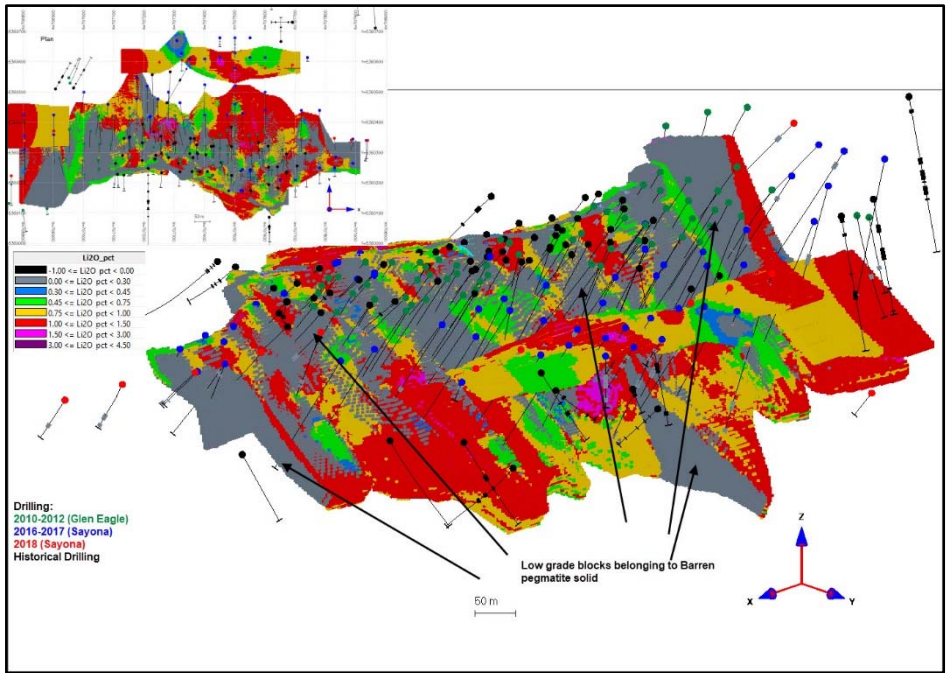 Plan
50 m
Li2O_pct
-1.00 <= Li2O pct < 0.00
0.00 <= Li2O pct < 0.30
0.30 <= Li2O pct < 0.45
0.45 <= Li2O pct < 0.75
0.75 <= Li2O pct < 1.00
1.00 <= Li2O pct < 1.50
1.50 <= Li2O pct < 3.00
3.00 <= Li2O pct < 4.50
Drilling:
2010-2012 (Glen Eagle)
2016-2017 (Sayona)
2018 (Sayona)
Historical Drilling
Low grade blocks belonging to Barren
pegmatite solid
50 m
Z
X
Y